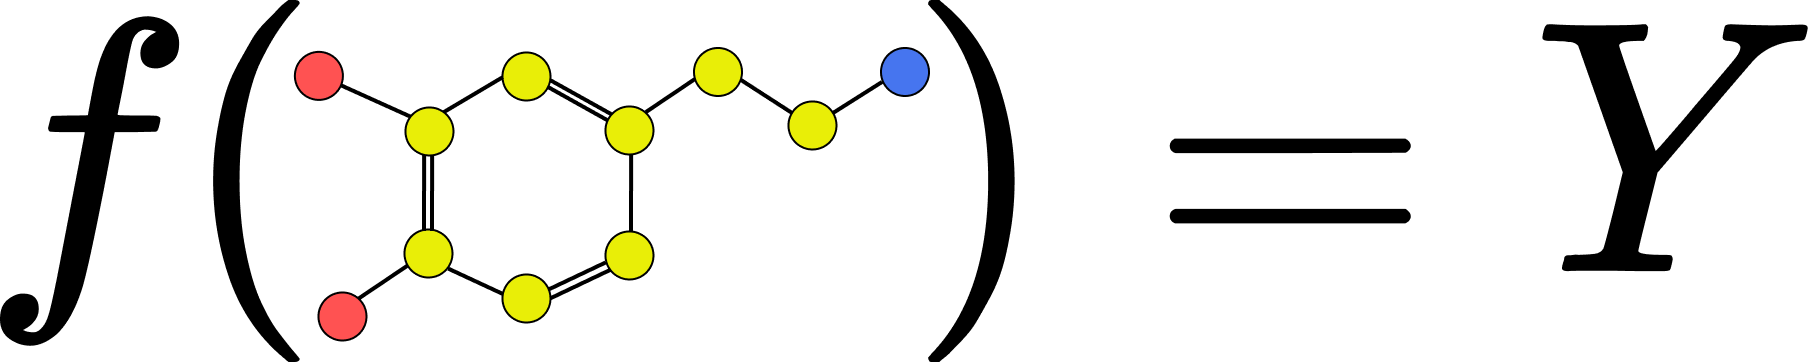 f( ) = Y